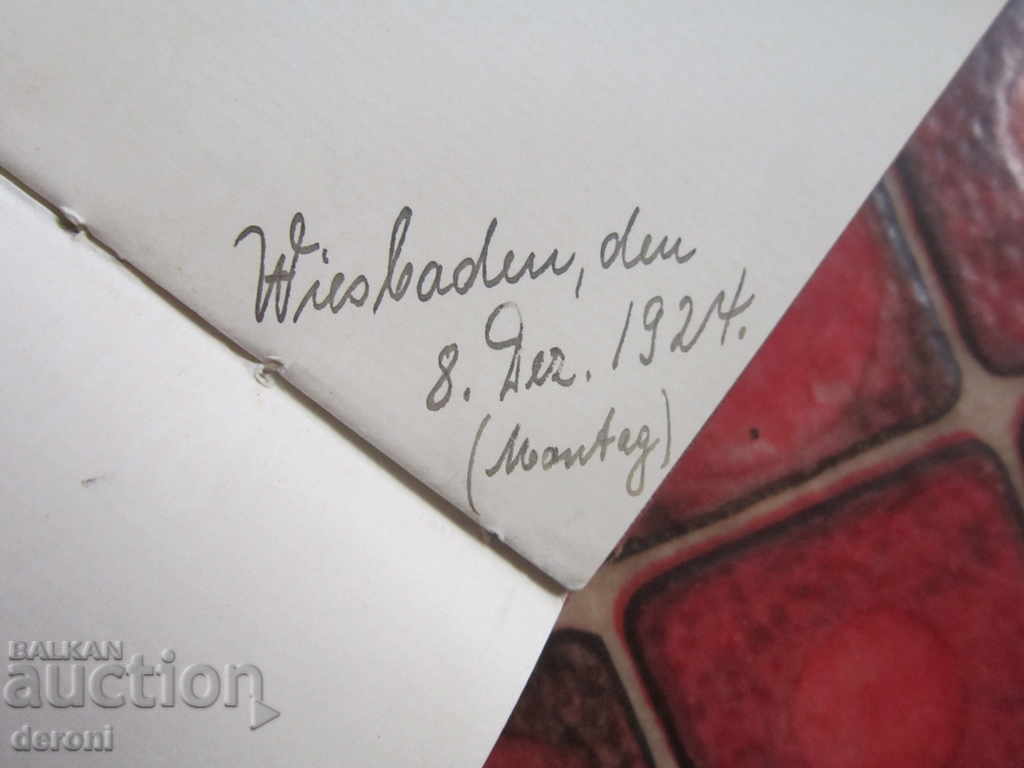 Wiesbaden, den
8. Dez. 1924.
(Montag)
BALKAN
auction
deroni